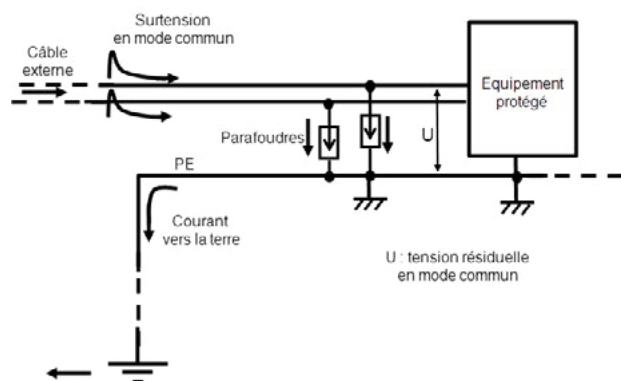 Surtension
en mode commun
Câble
externe
Equipement
protégé
Parafoudres
U
PE
Courant
vers la terre
U : tension résiduelle
en mode commun